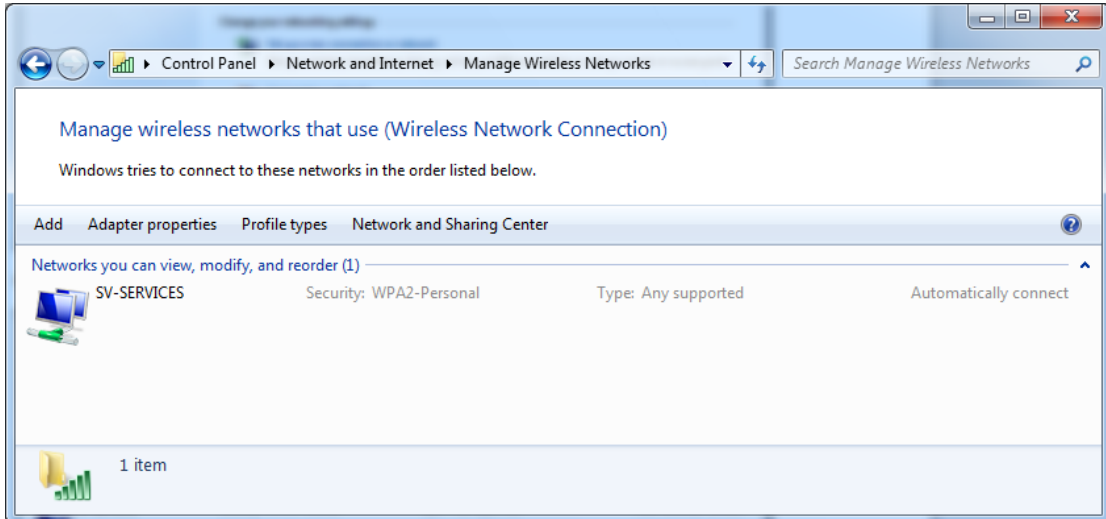 Control Panel ▸ Network and Internet ▸ Manage Wireless Networks Search Manage Wireless Networks
Manage wireless networks that use (Wireless Network Connection)
Windows tries to connect to these networks in the order listed below.
Add Adapter properties Profile types Network and Sharing Center
Networks you can view, modify, and reorder (1)
SV-SERVICES Security: WPA2-Personal Type: Any supported Automatically connect
1 item